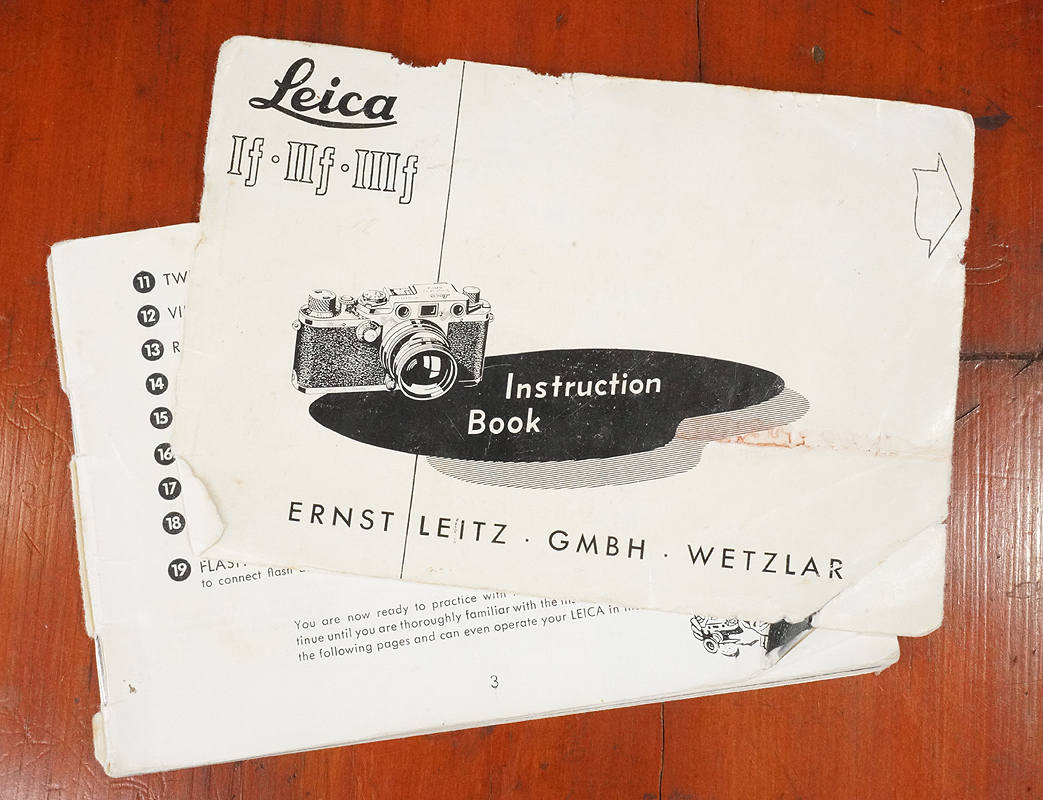 Leica
If · IIf · IIIf
Instruction
Book
ERNST LEITZ · GMBH · WETZLAR
11 TW
12 VI
13 R
14
15
16
17
18
19 FLASH
to connect flash
You are now ready to practice with
tinue until you are thoroughly familiar with the
the following pages and can even operate your LEICA in
3